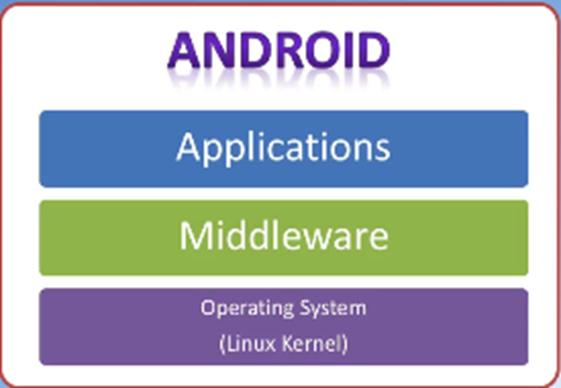 ANDROID
Applications
Middleware
Operating System
(Linux Kernel)